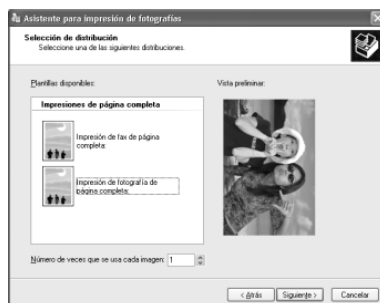 Asistente para impresión de fotografías
Selección de distribución
Seleccione una de las siguientes distribuciones.
Plantillas disponibles:
Vista preliminar:
Impresiones de página completa
Impresión de fax de página
completa:
Impresión de fotografía de
página completa:
Número de veces que se usa cada imagen: 1
< Atrás
Siguiente >
Cancelar